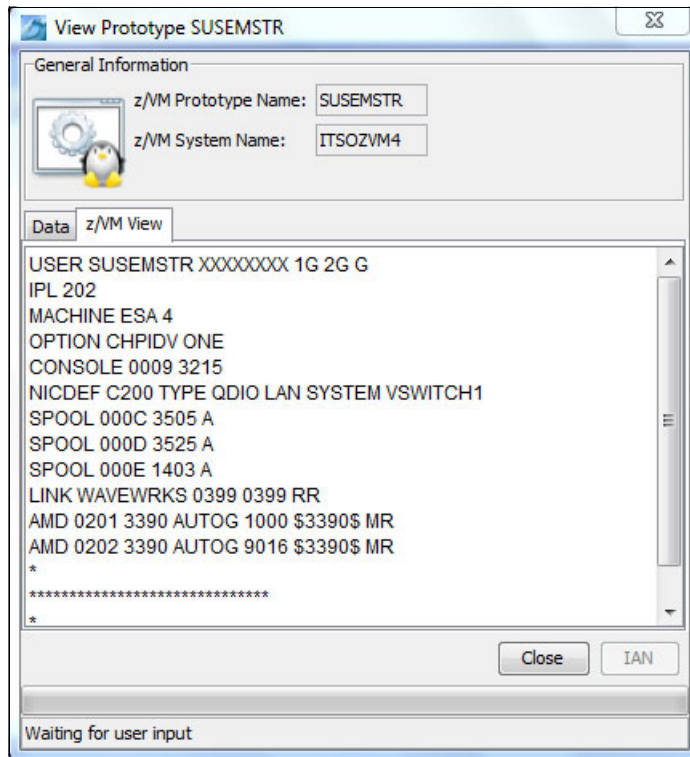 View Prototype SUSEMSTR
General Information
z/VM Prototype Name: SUSEMSTR
z/VM System Name: ITSOZVM4
Data z/VM View
USER SUSEMSTR XXXXXXXX 1G 2G G
IPL 202
MACHINE ESA 4
OPTION CHPIDV ONE
CONSOLE 0009 3215
NICDEF C200 TYPE QDIO LAN SYSTEM VSWITCH1
SPOOL 000C 3505 A
SPOOL 000D 3525 A
SPOOL 000E 1403 A
LINK WAVEWRKS 0399 0399 RR
AMD 0201 3390 AUTOG 1000 $3390$ MR
AMD 0202 3390 AUTOG 9016 $3390$ MR
*
******************************
*
Close IAN
Waiting for user input